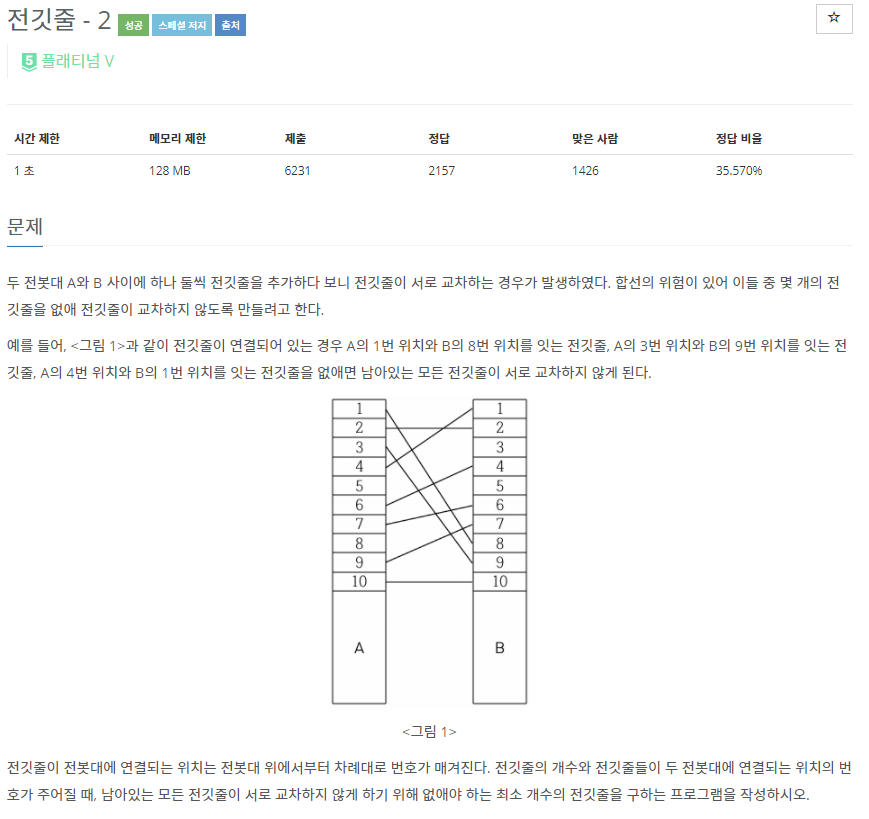 전깃줄 - 2 성공 스페셜 저지 출처
☆
5 플래티넘 V
시간 제한 메모리 제한 제출 정답 맞은 사람 정답 비율
1 초 128 MB 6231 2157 1426 35.570%
문제
두 전봇대 A와 B 사이에 하나 둘씩 전깃줄을 추가하다 보니 전깃줄이 서로 교차하는 경우가 발생하였다. 합선의 위험이 있어 이들 중 몇 개의 전
깃줄을 없애 전깃줄이 교차하지 않도록 만들려고 한다.
예를 들어, <그림 1>과 같이 전깃줄이 연결되어 있는 경우 A의 1번 위치와 B의 8번 위치를 잇는 전깃줄, A의 3번 위치와 B의 9번 위치를 잇는 전
깃줄, A의 4번 위치와 B의 1번 위치를 잇는 전깃줄을 없애면 남아있는 모든 전깃줄이 서로 교차하지 않게 된다.
1 1
2 2
3 3
4 4
5 5
6 6
7 7
8 8
9 9
10 10
A B
<그림 1>
전깃줄이 전봇대에 연결되는 위치는 전봇대 위에서부터 차례대로 번호가 매겨진다. 전깃줄의 개수와 전깃줄들이 두 전봇대에 연결되는 위치의 번
호가 주어질 때, 남아있는 모든 전깃줄이 서로 교차하지 않게 하기 위해 없애야 하는 최소 개수의 전깃줄을 구하는 프로그램을 작성하시오.